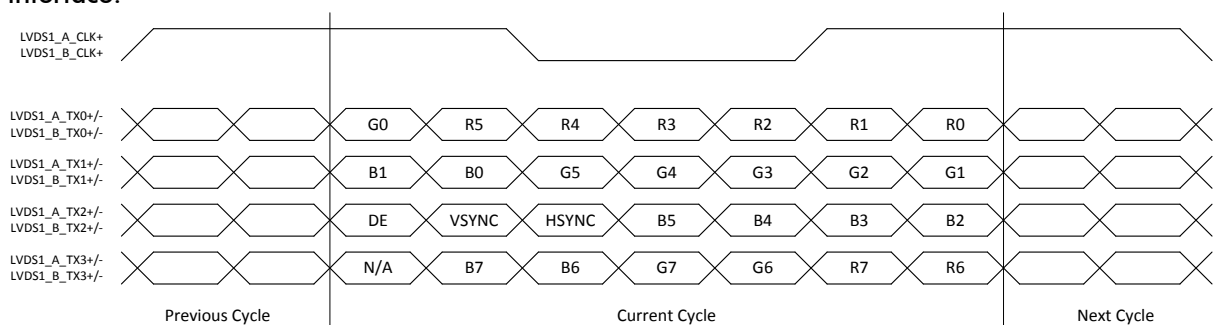 LVDS1_A_CLK+
LVDS1_B_CLK+
LVDS1_A_TX0+/-
LVDS1_B_TX0+/-
G0 R5 R4 R3 R2 R1 R0
LVDS1_A_TX1+/-
LVDS1_B_TX1+/-
B1 B0 G5 G4 G3 G2 G1
LVDS1_A_TX2+/-
LVDS1_B_TX2+/-
DE VSYNC HSYNC B5 B4 B3 B2
LVDS1_A_TX3+/-
LVDS1_B_TX3+/-
N/A B7 B6 G7 G6 R7 R6
Previous Cycle Current Cycle Next Cycle